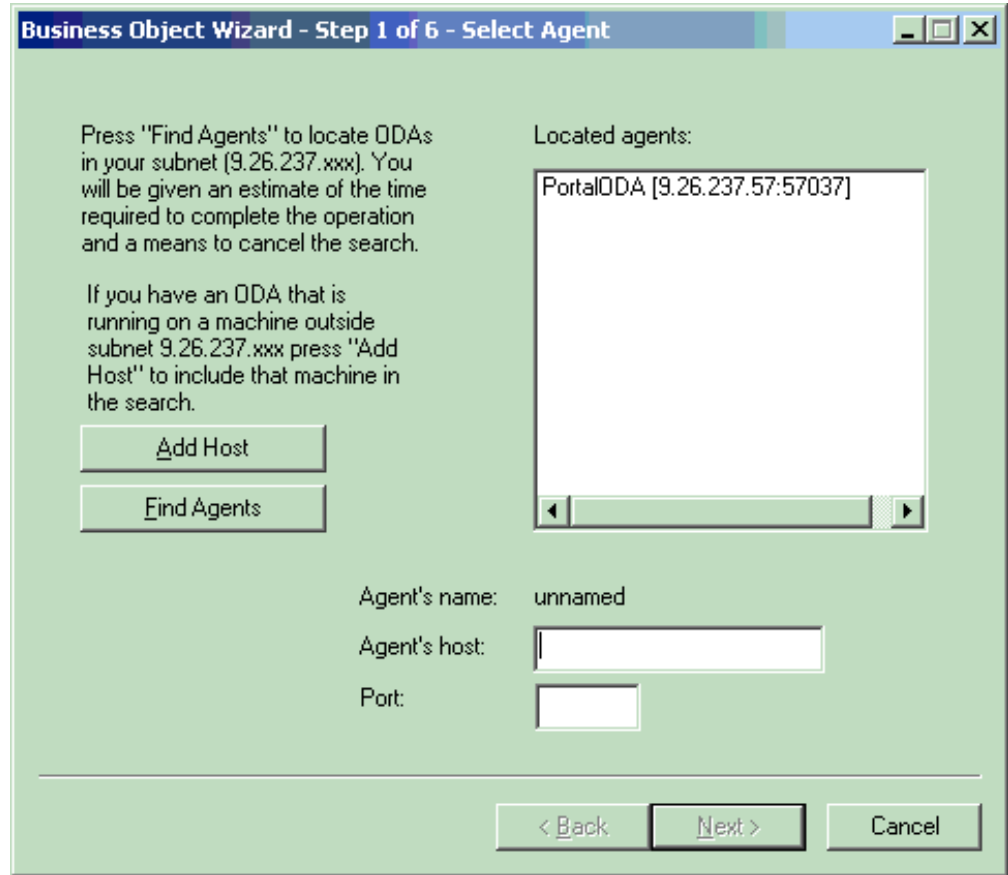 Business Object Wizard - Step 1 of 6 - Select Agent
Press "Find Agents" to locate ODAs
in your subnet (9.26.237.xxx). You
will be given an estimate of the time
required to complete the operation
and a means to cancel the search.
If you have an ODA that is
running on a machine outside
subnet 9.26.237.xxx press "Add
Host" to include that machine in
the search.
Add Host
Find Agents
Located agents:
PortalODA [9.26.237.57:57037]
Agent's name: unnamed
Agent's host:
Port:
< Back
Next >
Cancel